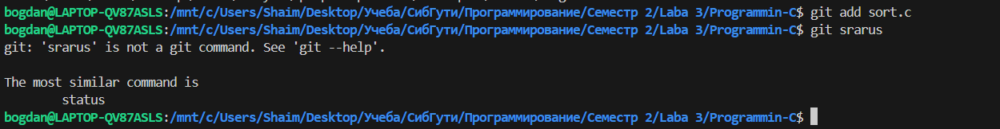 bogdan@LAPTOP-QV87ASLS:/mnt/c/Users/Shaim/Desktop/Учеба/СибГути/Программирование/Семестр 2/Laba 3/Programmin-C$ git add sort.c
bogdan@LAPTOP-QV87ASLS:/mnt/c/Users/Shaim/Desktop/Учеба/СибГути/Программирование/Семестр 2/Laba 3/Programmin-C$ git srarus
git: 'srarus' is not a git command. See 'git --help'.
The most similar command is
status
bogdan@LAPTOP-QV87ASLS:/mnt/c/Users/Shaim/Desktop/Учеба/СибГути/Программирование/Семестр 2/Laba 3/Programmin-C$